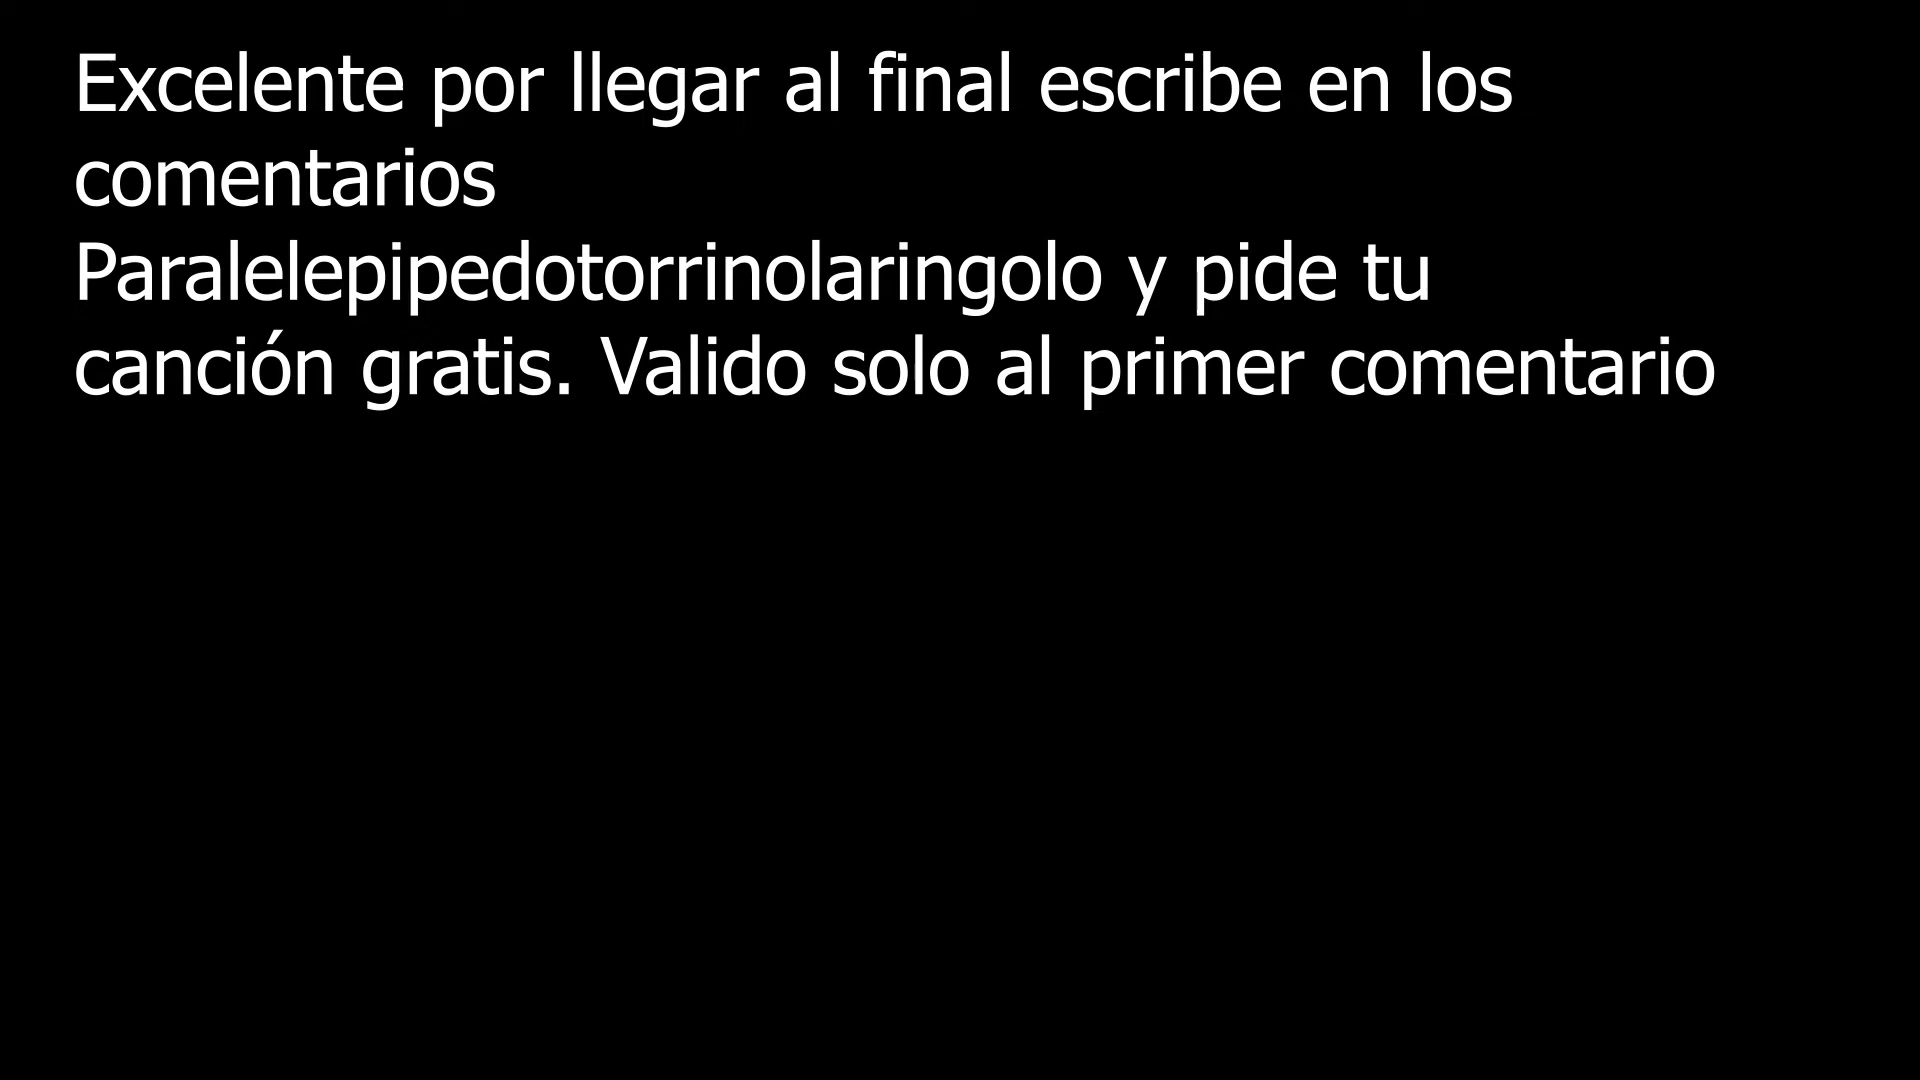 Excelente por llegar al final escribe en los
comentarios
Paralelepipedotorrinolaringolo y pide tu
canción gratis. Valido solo al primer comentario